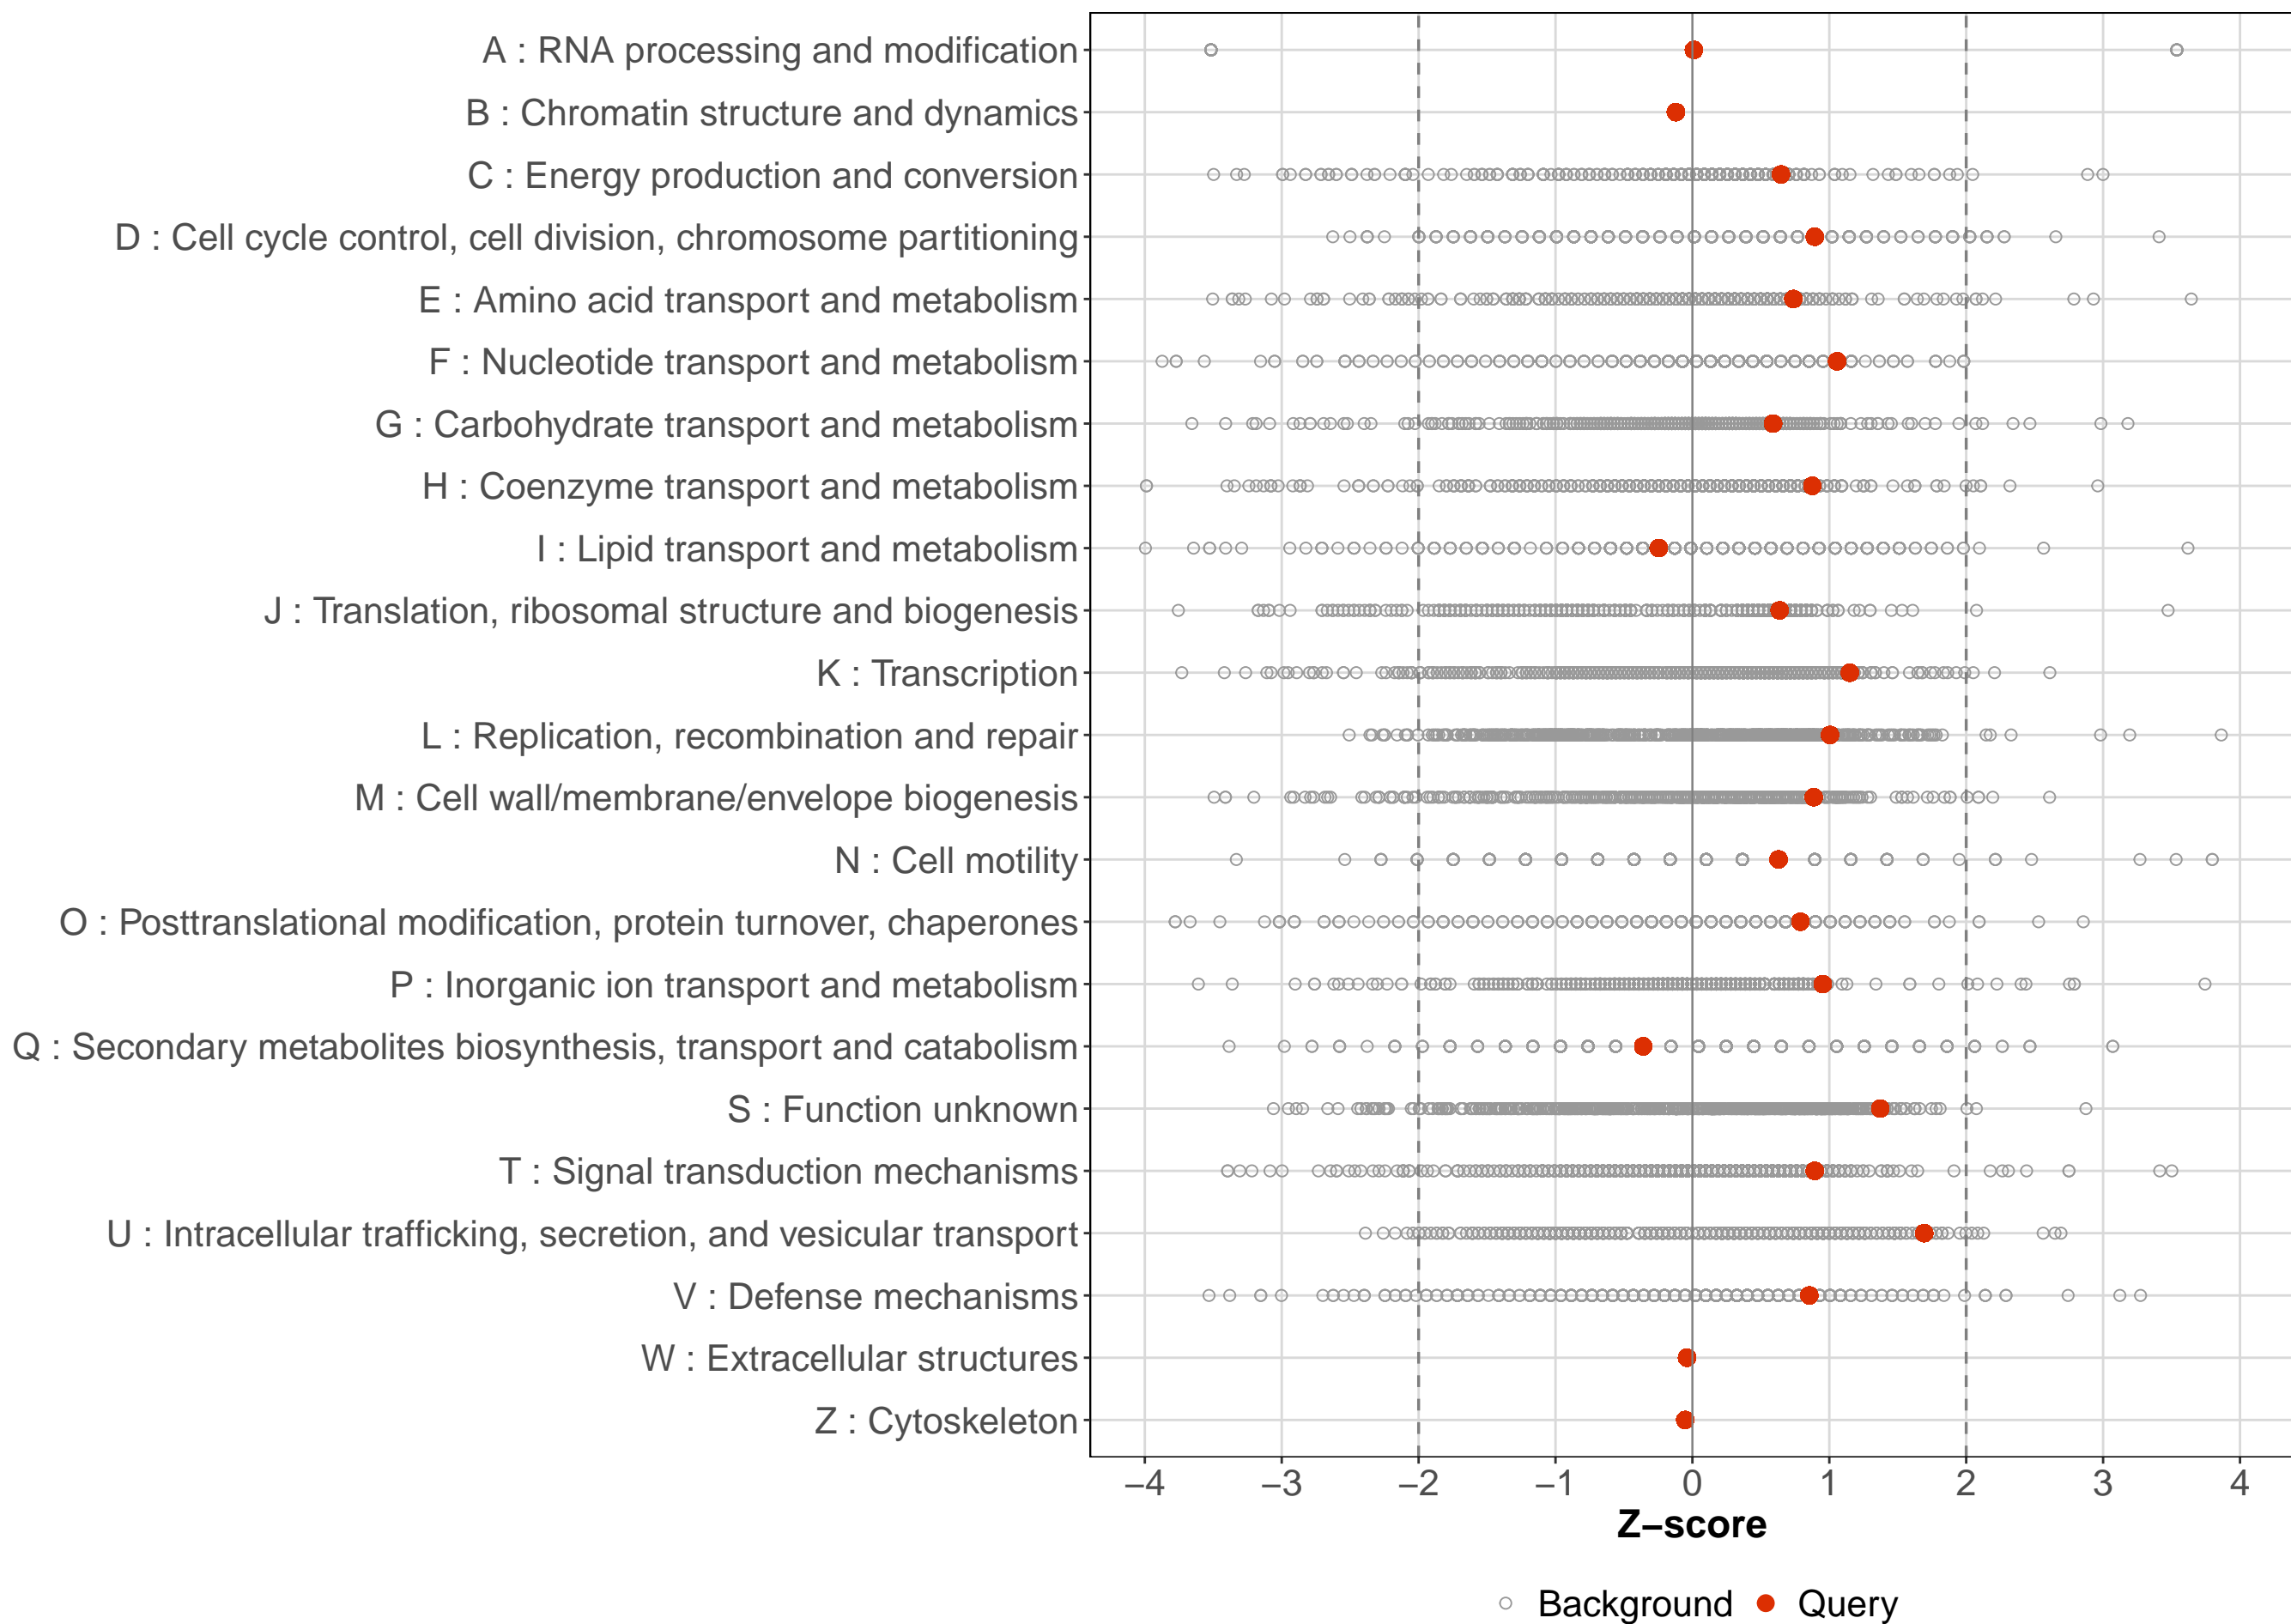 A : RNA processing and modification
B : Chromatin structure and dynamics
C : Energy production and conversion
D : Cell cycle control, cell division, chromosome partitioning
E : Amino acid transport and metabolism
F : Nucleotide transport and metabolism
G : Carbohydrate transport and metabolism
H : Coenzyme transport and metabolism
I : Lipid transport and metabolism
J : Translation, ribosomal structure and biogenesis
K : Transcription
L : Replication, recombination and repair
M : Cell wall/membrane/envelope biogenesis
N : Cell motility
O : Posttranslational modification, protein turnover, chaperones
P : Inorganic ion transport and metabolism
Q : Secondary metabolites biosynthesis, transport and catabolism
S : Function unknown
T : Signal transduction mechanisms
U : Intracellular trafficking, secretion, and vesicular transport
V : Defense mechanisms
W : Extracellular structures
Z : Cytoskeleton
−4 −3 −2 −1 0 1 2 3 4
Z−score
Background Query